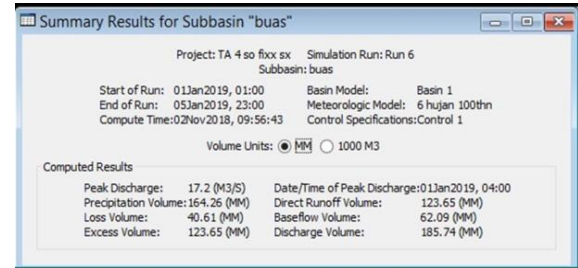 Summary Results for Subbasin "buas"
Project: TA 4 so fixx sx Simulation Run: Run 6
Subbasin: buas
Start of Run: 01Jan2019, 01:00 Basin Model: Basin 1
End of Run: 05Jan2019, 23:00 Meteorologic Model: 6 hujan 100thn
Compute Time:02Nov2018, 09:56:43 Control Specifications:Control 1
Volume Units: MM 1000 M3
Computed Results
Peak Discharge: 17.2 (M3/S) Date/Time of Peak Discharge:01Jan2019, 04:00
Precipitation Volume:164.26 (MM) Direct Runoff Volume: 123.65 (MM)
Loss Volume: 40.61 (MM) Baseflow Volume: 62.09 (MM)
Excess Volume: 123.65 (MM) Discharge Volume: 185.74 (MM)